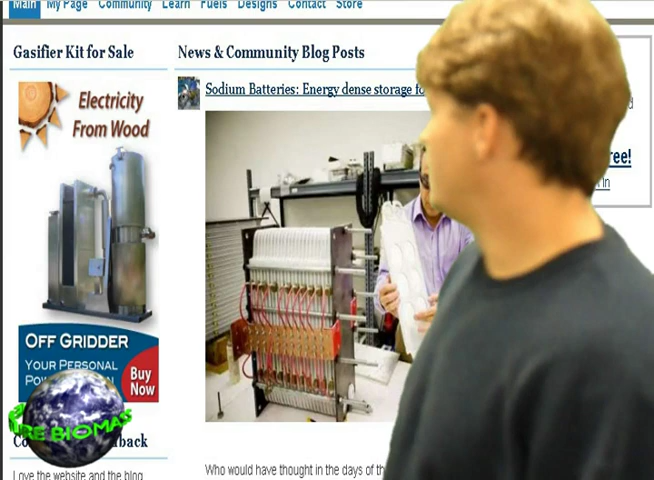 Main My Page Community Learn Fuels Designs Contact Store
Gasifier Kit for Sale
News & Community Blog Posts
Sodium Batteries: Energy dense storage fo
Electricity
From Wood
ree!
in
OFF GRIDDER
YOUR PERSONAL
Buy
Now
BIOMAS
back
Love the website and the blog
Who would have thought in the days of th